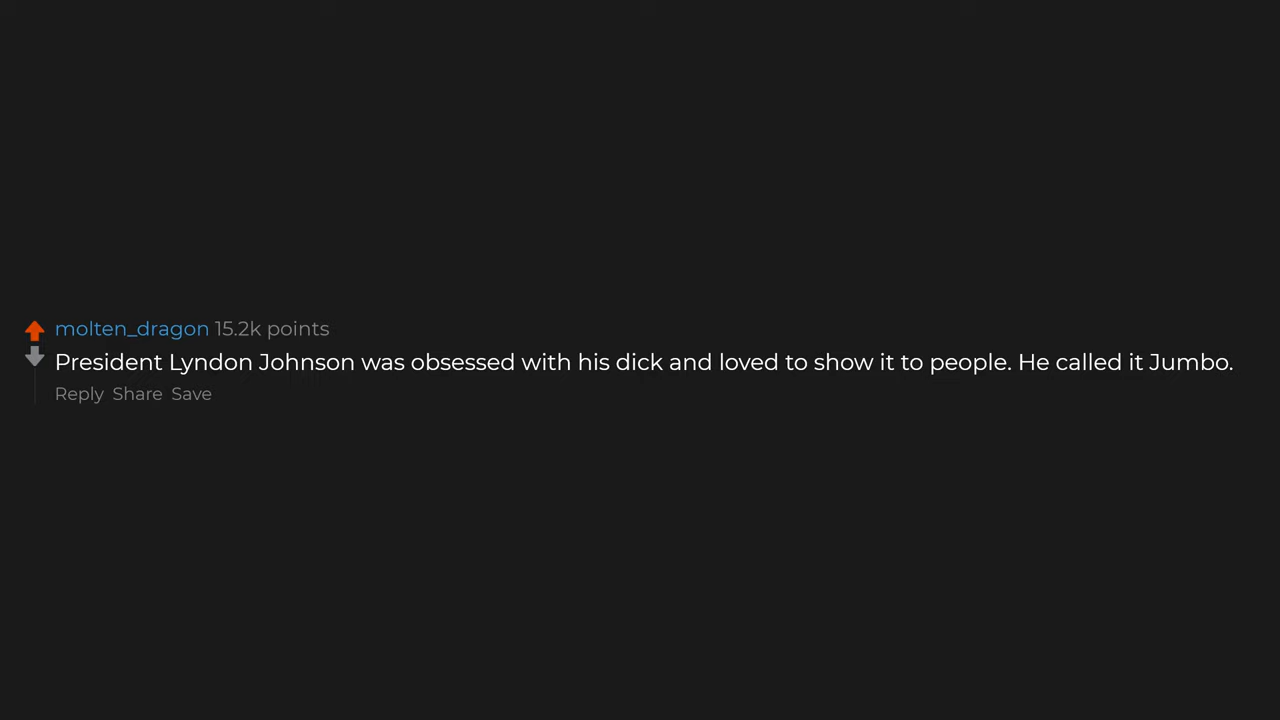 molten_dragon 15.2k points
President Lyndon Johnson was obsessed with his dick and loved to show it to people. He called it Jumbo.
Reply Share Save